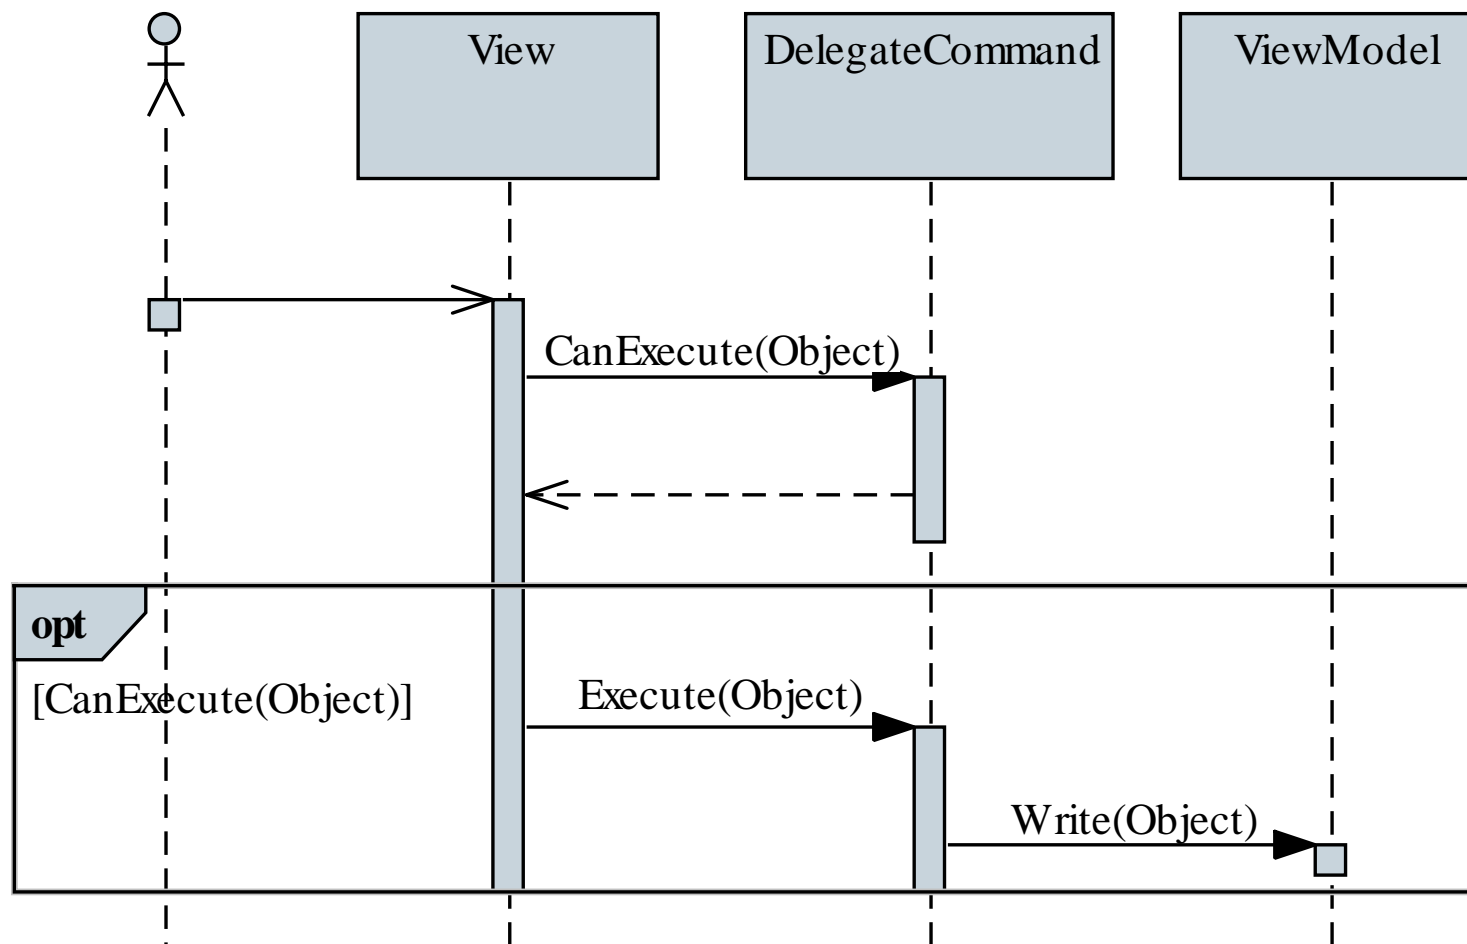 View
DelegateCommand
ViewModel
CanExecute(Object)
opt
[CanExecute(Object)]
Execute(Object)
Write(Object)